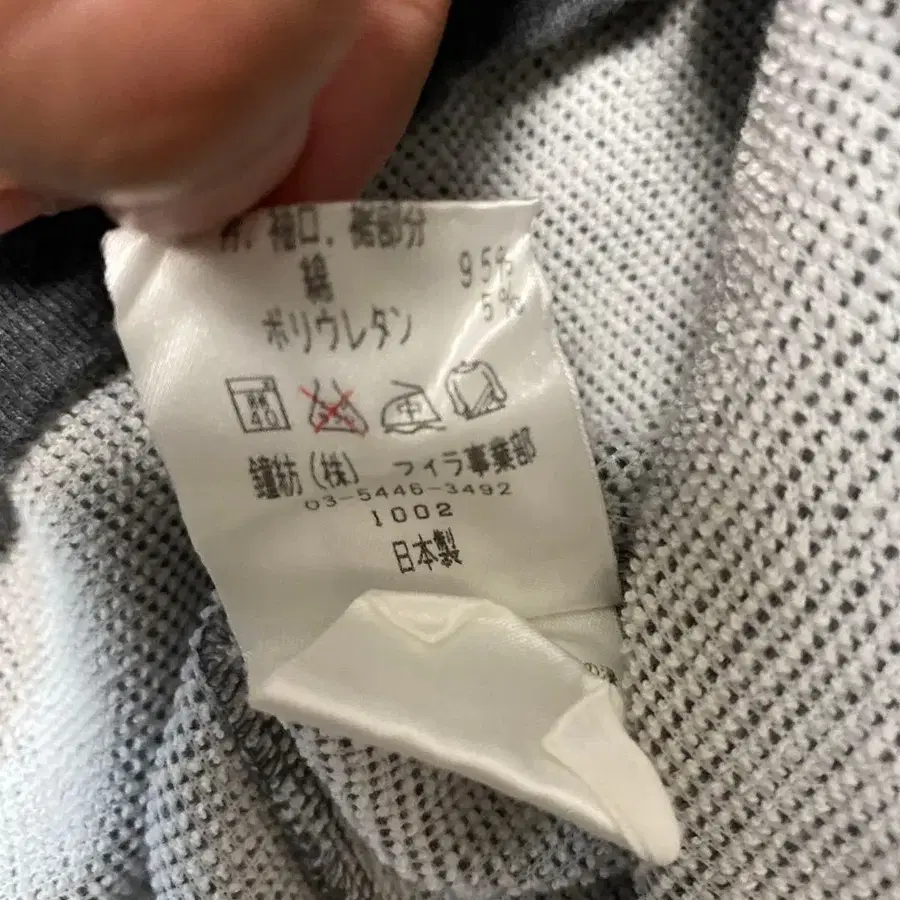 袖口、裾部分
綿 95%
ポリウレタン 5%
鐘紡(株) フィラ事業部
03-5446-3492
1002
日本製